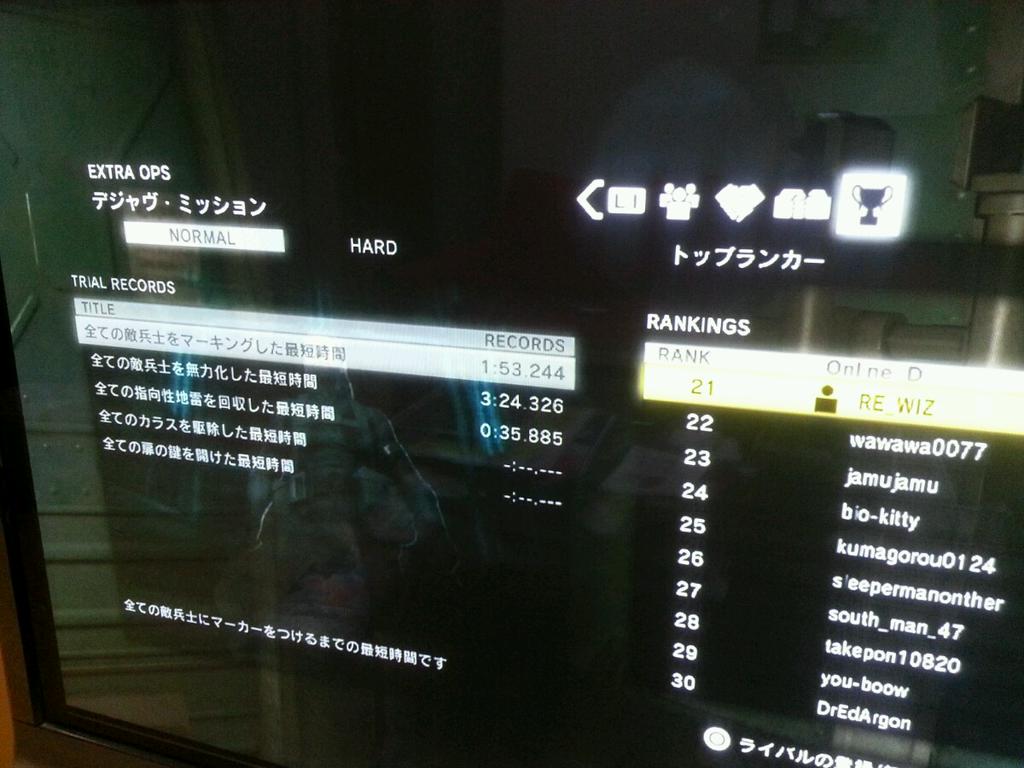 EXTRA OPS
デジャヴ・ミッション
NORMAL HARD
TRIAL RECORDS
TITLE RECORDS
全ての敵兵士をマーキングした最短時間 1:53.244
全ての敵兵士を無力化した最短時間 3:24.326
全ての指向性地雷を回収した最短時間 0:35.885
全てのカラスを駆除した最短時間 -:--.---
全ての扉の鍵を開けた最短時間 -:--.---
全ての敵兵士にマーカーをつけるまでの最短時間です
L1
トップランカー
RANKINGS
RANK Online D
21 RE_WIZ
22 wawawa0077
23 jamujamu
24 bio-kitty
25 kumagorou0124
26 sleepermanonther
27 south_man_47
28 takepon10820
29 you-boow
30 DrEdArgon
ライバルの